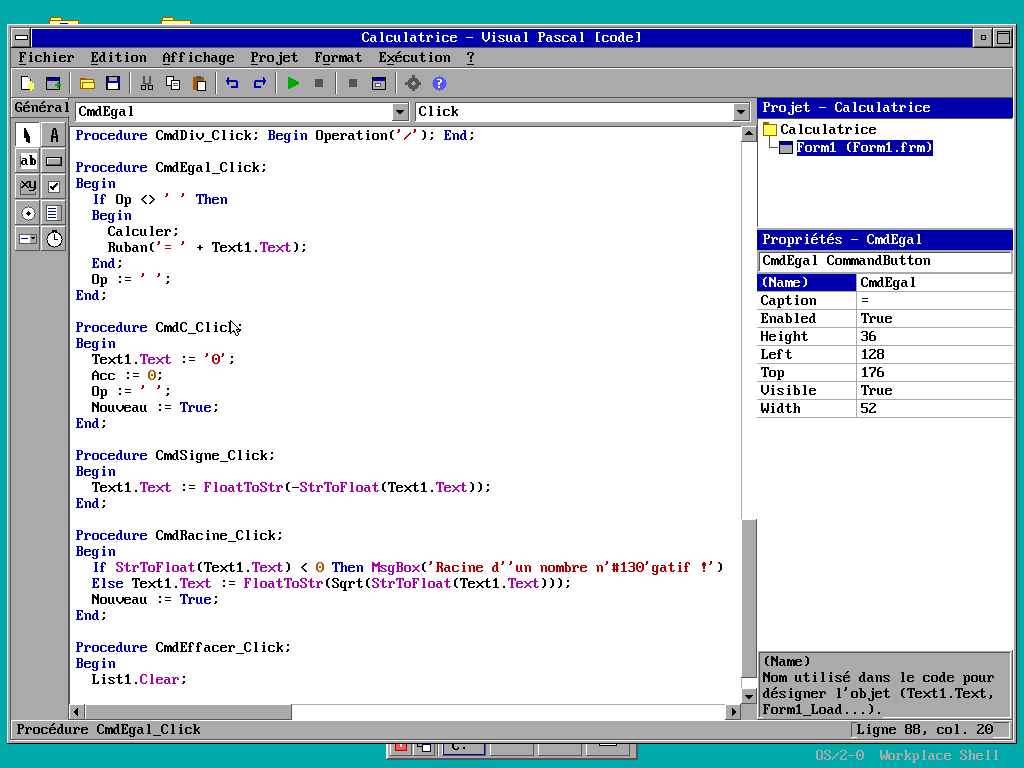 Calculatrice - Visual Pascal [code]
Fichier Edition Affichage Projet Format Exécution ?
Général
CmdEgal Click
Procedure CmdDiv_Click; Begin Operation('/'); End;
Procedure CmdEgal_Click;
Begin
If Op <> ' ' Then
Begin
Calculer;
Ruban('= ' + Text1.Text);
End;
Op := ' ';
End;
Procedure CmdC_Click;
Begin
Text1.Text := '0';
Acc := 0;
Op := ' ';
Nouveau := True;
End;
Procedure CmdSigne_Click;
Begin
Text1.Text := FloatToStr(-StrToFloat(Text1.Text));
End;
Procedure CmdRacine_Click;
Begin
If StrToFloat(Text1.Text) < 0 Then MsgBox('Racine d''un nombre n'#130'gatif !')
Else Text1.Text := FloatToStr(Sqrt(StrToFloat(Text1.Text)));
Nouveau := True;
End;
Procedure CmdEffacer_Click;
Begin
List1.Clear;
A
ab
xy
Projet - Calculatrice
Calculatrice
Form1 (Form1.frm)
Propriétés - CmdEgal
CmdEgal CommandButton
(Name) CmdEgal
Caption =
Enabled True
Height 36
Left 128
Top 176
Visible True
Width 52
(Name)
Nom utilisé dans le code pour
désigner l'objet (Text1.Text,
Form1_Load...).
Procédure CmdEgal_Click
Ligne 88, col. 20
C:
OS/2-0 Workplace Shell